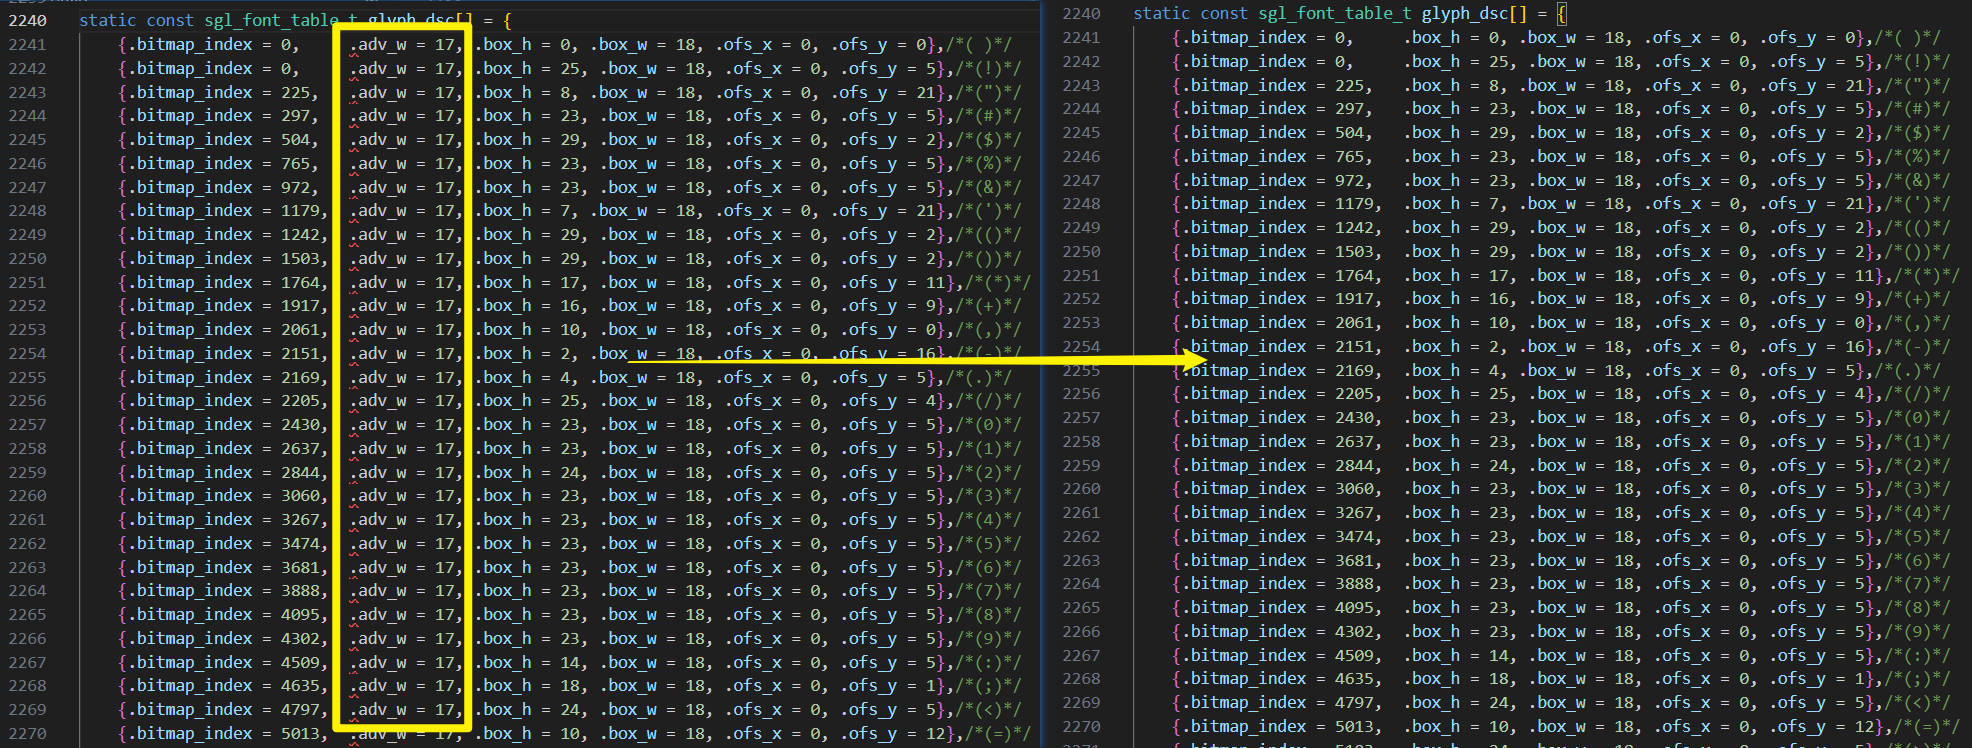 2240 static const sgl_font_table_t glyph_dsc[] = {
2241 {.bitmap_index = 0, .adv_w = 17, .box_h = 0, .box_w = 18, .ofs_x = 0, .ofs_y = 0},/*( )*/
2242 {.bitmap_index = 0, .adv_w = 17, .box_h = 25, .box_w = 18, .ofs_x = 0, .ofs_y = 5},/*(!)*/
2243 {.bitmap_index = 225, .adv_w = 17, .box_h = 8, .box_w = 18, .ofs_x = 0, .ofs_y = 21},/*(")*/
2244 {.bitmap_index = 297, .adv_w = 17, .box_h = 23, .box_w = 18, .ofs_x = 0, .ofs_y = 5},/*(#)*/
2245 {.bitmap_index = 504, .adv_w = 17, .box_h = 29, .box_w = 18, .ofs_x = 0, .ofs_y = 2},/*($)*/
2246 {.bitmap_index = 765, .adv_w = 17, .box_h = 23, .box_w = 18, .ofs_x = 0, .ofs_y = 5},/*(%)*/
2247 {.bitmap_index = 972, .adv_w = 17, .box_h = 23, .box_w = 18, .ofs_x = 0, .ofs_y = 5},/*(&)*/
2248 {.bitmap_index = 1179, .adv_w = 17, .box_h = 7, .box_w = 18, .ofs_x = 0, .ofs_y = 21},/*(')*/
2249 {.bitmap_index = 1242, .adv_w = 17, .box_h = 29, .box_w = 18, .ofs_x = 0, .ofs_y = 2},/*(()*/
2250 {.bitmap_index = 1503, .adv_w = 17, .box_h = 29, .box_w = 18, .ofs_x = 0, .ofs_y = 2},/*())*/
2251 {.bitmap_index = 1764, .adv_w = 17, .box_h = 17, .box_w = 18, .ofs_x = 0, .ofs_y = 11},/*(*)*/
2252 {.bitmap_index = 1917, .adv_w = 17, .box_h = 16, .box_w = 18, .ofs_x = 0, .ofs_y = 9},/*(+)*/
2253 {.bitmap_index = 2061, .adv_w = 17, .box_h = 10, .box_w = 18, .ofs_x = 0, .ofs_y = 0},/*(,)*/
2254 {.bitmap_index = 2151, .adv_w = 17, .box_h = 2, .box_w = 18, .ofs_x = 0, .ofs_y = 16},/*(-)*/
2255 {.bitmap_index = 2169, .adv_w = 17, .box_h = 4, .box_w = 18, .ofs_x = 0, .ofs_y = 5},/*(.)*/
2256 {.bitmap_index = 2205, .adv_w = 17, .box_h = 25, .box_w = 18, .ofs_x = 0, .ofs_y = 4},/*(/)*/
2257 {.bitmap_index = 2430, .adv_w = 17, .box_h = 23, .box_w = 18, .ofs_x = 0, .ofs_y = 5},/*(0)*/
2258 {.bitmap_index = 2637, .adv_w = 17, .box_h = 23, .box_w = 18, .ofs_x = 0, .ofs_y = 5},/*(1)*/
2259 {.bitmap_index = 2844, .adv_w = 17, .box_h = 24, .box_w = 18, .ofs_x = 0, .ofs_y = 5},/*(2)*/
2260 {.bitmap_index = 3060, .adv_w = 17, .box_h = 23, .box_w = 18, .ofs_x = 0, .ofs_y = 5},/*(3)*/
2261 {.bitmap_index = 3267, .adv_w = 17, .box_h = 23, .box_w = 18, .ofs_x = 0, .ofs_y = 5},/*(4)*/
2262 {.bitmap_index = 3474, .adv_w = 17, .box_h = 23, .box_w = 18, .ofs_x = 0, .ofs_y = 5},/*(5)*/
2263 {.bitmap_index = 3681, .adv_w = 17, .box_h = 23, .box_w = 18, .ofs_x = 0, .ofs_y = 5},/*(6)*/
2264 {.bitmap_index = 3888, .adv_w = 17, .box_h = 23, .box_w = 18, .ofs_x = 0, .ofs_y = 5},/*(7)*/
2265 {.bitmap_index = 4095, .adv_w = 17, .box_h = 23, .box_w = 18, .ofs_x = 0, .ofs_y = 5},/*(8)*/
2266 {.bitmap_index = 4302, .adv_w = 17, .box_h = 23, .box_w = 18, .ofs_x = 0, .ofs_y = 5},/*(9)*/
2267 {.bitmap_index = 4509, .adv_w = 17, .box_h = 14, .box_w = 18, .ofs_x = 0, .ofs_y = 5},/*(:)*/
2268 {.bitmap_index = 4635, .adv_w = 17, .box_h = 18, .box_w = 18, .ofs_x = 0, .ofs_y = 1},/*(;)*/
2269 {.bitmap_index = 4797, .adv_w = 17, .box_h = 24, .box_w = 18, .ofs_x = 0, .ofs_y = 5},/*(<)*/
2270 {.bitmap_index = 5013, .adv_w = 17, .box_h = 10, .box_w = 18, .ofs_x = 0, .ofs_y = 12},/*(=)*/
2240 static const sgl_font_table_t glyph_dsc[] = {
2241 {.bitmap_index = 0, .box_h = 0, .box_w = 18, .ofs_x = 0, .ofs_y = 0},/*( )*/
2242 {.bitmap_index = 0, .box_h = 25, .box_w = 18, .ofs_x = 0, .ofs_y = 5},/*(!)*/
2243 {.bitmap_index = 225, .box_h = 8, .box_w = 18, .ofs_x = 0, .ofs_y = 21},/*(")*/
2244 {.bitmap_index = 297, .box_h = 23, .box_w = 18, .ofs_x = 0, .ofs_y = 5},/*(#)*/
2245 {.bitmap_index = 504, .box_h = 29, .box_w = 18, .ofs_x = 0, .ofs_y = 2},/*($)*/
2246 {.bitmap_index = 765, .box_h = 23, .box_w = 18, .ofs_x = 0, .ofs_y = 5},/*(%)*/
2247 {.bitmap_index = 972, .box_h = 23, .box_w = 18, .ofs_x = 0, .ofs_y = 5},/*(&)*/
2248 {.bitmap_index = 1179, .box_h = 7, .box_w = 18, .ofs_x = 0, .ofs_y = 21},/*(')*/
2249 {.bitmap_index = 1242, .box_h = 29, .box_w = 18, .ofs_x = 0, .ofs_y = 2},/*(()*/
2250 {.bitmap_index = 1503, .box_h = 29, .box_w = 18, .ofs_x = 0, .ofs_y = 2},/*())*/
2251 {.bitmap_index = 1764, .box_h = 17, .box_w = 18, .ofs_x = 0, .ofs_y = 11},/*(*)*/
2252 {.bitmap_index = 1917, .box_h = 16, .box_w = 18, .ofs_x = 0, .ofs_y = 9},/*(+)*/
2253 {.bitmap_index = 2061, .box_h = 10, .box_w = 18, .ofs_x = 0, .ofs_y = 0},/*(,)*/
2254 {.bitmap_index = 2151, .box_h = 2, .box_w = 18, .ofs_x = 0, .ofs_y = 16},/*(-)*/
2255 {.bitmap_index = 2169, .box_h = 4, .box_w = 18, .ofs_x = 0, .ofs_y = 5},/*(.)*/
2256 {.bitmap_index = 2205, .box_h = 25, .box_w = 18, .ofs_x = 0, .ofs_y = 4},/*(/)*/
2257 {.bitmap_index = 2430, .box_h = 23, .box_w = 18, .ofs_x = 0, .ofs_y = 5},/*(0)*/
2258 {.bitmap_index = 2637, .box_h = 23, .box_w = 18, .ofs_x = 0, .ofs_y = 5},/*(1)*/
2259 {.bitmap_index = 2844, .box_h = 24, .box_w = 18, .ofs_x = 0, .ofs_y = 5},/*(2)*/
2260 {.bitmap_index = 3060, .box_h = 23, .box_w = 18, .ofs_x = 0, .ofs_y = 5},/*(3)*/
2261 {.bitmap_index = 3267, .box_h = 23, .box_w = 18, .ofs_x = 0, .ofs_y = 5},/*(4)*/
2262 {.bitmap_index = 3474, .box_h = 23, .box_w = 18, .ofs_x = 0, .ofs_y = 5},/*(5)*/
2263 {.bitmap_index = 3681, .box_h = 23, .box_w = 18, .ofs_x = 0, .ofs_y = 5},/*(6)*/
2264 {.bitmap_index = 3888, .box_h = 23, .box_w = 18, .ofs_x = 0, .ofs_y = 5},/*(7)*/
2265 {.bitmap_index = 4095, .box_h = 23, .box_w = 18, .ofs_x = 0, .ofs_y = 5},/*(8)*/
2266 {.bitmap_index = 4302, .box_h = 23, .box_w = 18, .ofs_x = 0, .ofs_y = 5},/*(9)*/
2267 {.bitmap_index = 4509, .box_h = 14, .box_w = 18, .ofs_x = 0, .ofs_y = 5},/*(:)*/
2268 {.bitmap_index = 4635, .box_h = 18, .box_w = 18, .ofs_x = 0, .ofs_y = 1},/*(;)*/
2269 {.bitmap_index = 4797, .box_h = 24, .box_w = 18, .ofs_x = 0, .ofs_y = 5},/*(<)*/
2270 {.bitmap_index = 5013, .box_h = 10, .box_w = 18, .ofs_x = 0, .ofs_y = 12},/*(=)*/